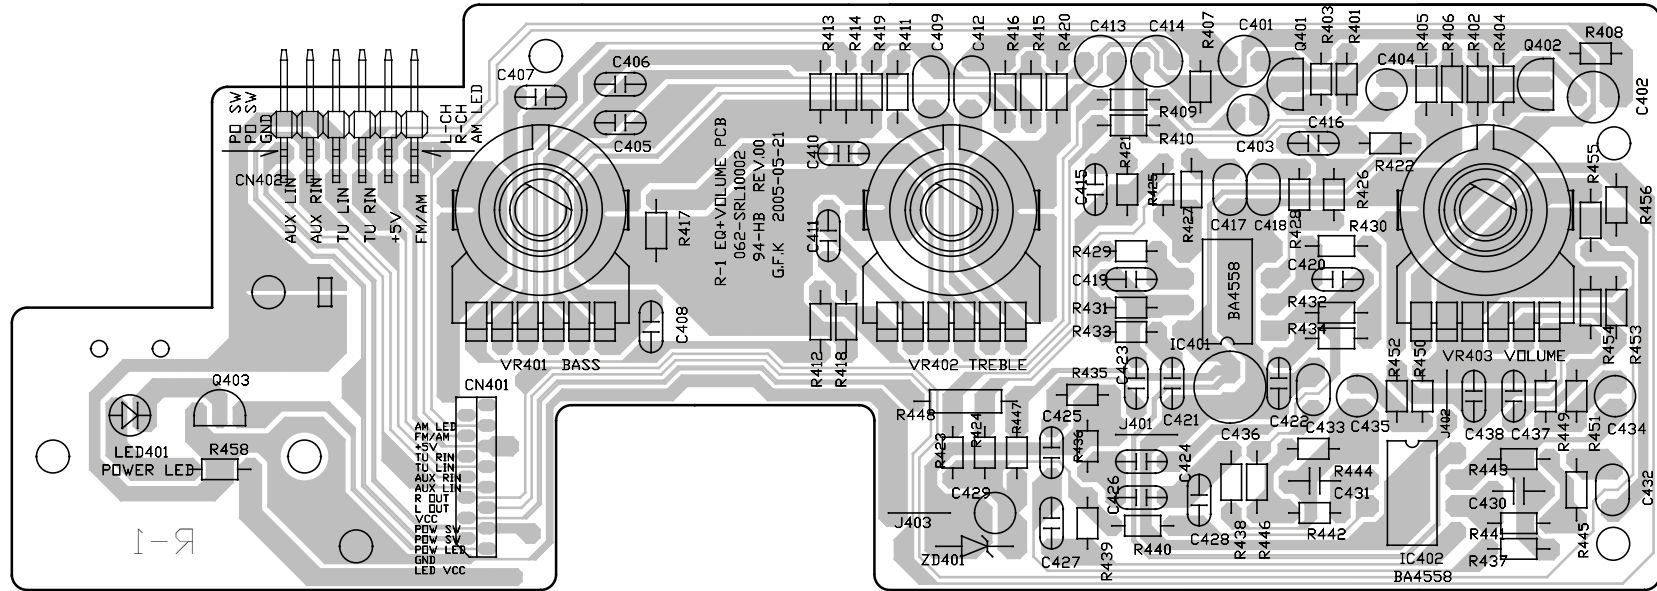 R413
R414
R419
R411
C409
C412
R416
R415
R420
C413
C414
R407
C401
Q401
R403
R401
C404
R405
R406
R402
R404
Q402
R408
C402
C407
C406
C405
PO SW
PO SW
GND
L-CH
R-CH
AM LED
CN402
AUX LIN
AUX RIN
TU LIN
TU RIN
+5V
FM/AM
R417
R-1 EQ+VOLUME PCB
062-SRL10002
94-HB REV.00
G.F.K 2005-05-21
C410
C411
R409
R410
R421
C403
C416
R422
R455
R456
C415
R425
R427
C417
C418
R428
R426
R430
R429
C419
R431
R433
BA4558
C420
R432
R434
C408
VR401 BASS
R412
R418
VR402 TREBLE
C423
IC401
R452
R450
VR403 VOLUME
R454
R453
Q403
CN401
R448
R435
C421
C422
C435
J402
C438
C437
R449
R451
C434
LED401
POWER LED
R458
AM LED
FM/AM
+5V
TU RIN
TU LIN
AUX RIN
AUX LIN
R OUT
L OUT
VCC
POW SW
POW SW
POW LED
GND
LED VCC
R423
R424
R447
C425
R436
J401
C436
C433
C424
R444
C431
R443
C430
C432
C429
C426
J403
ZD401
C427
R439
R440
C428
R438
R446
R442
IC402
BA4558
R441
R437
R445
R-1